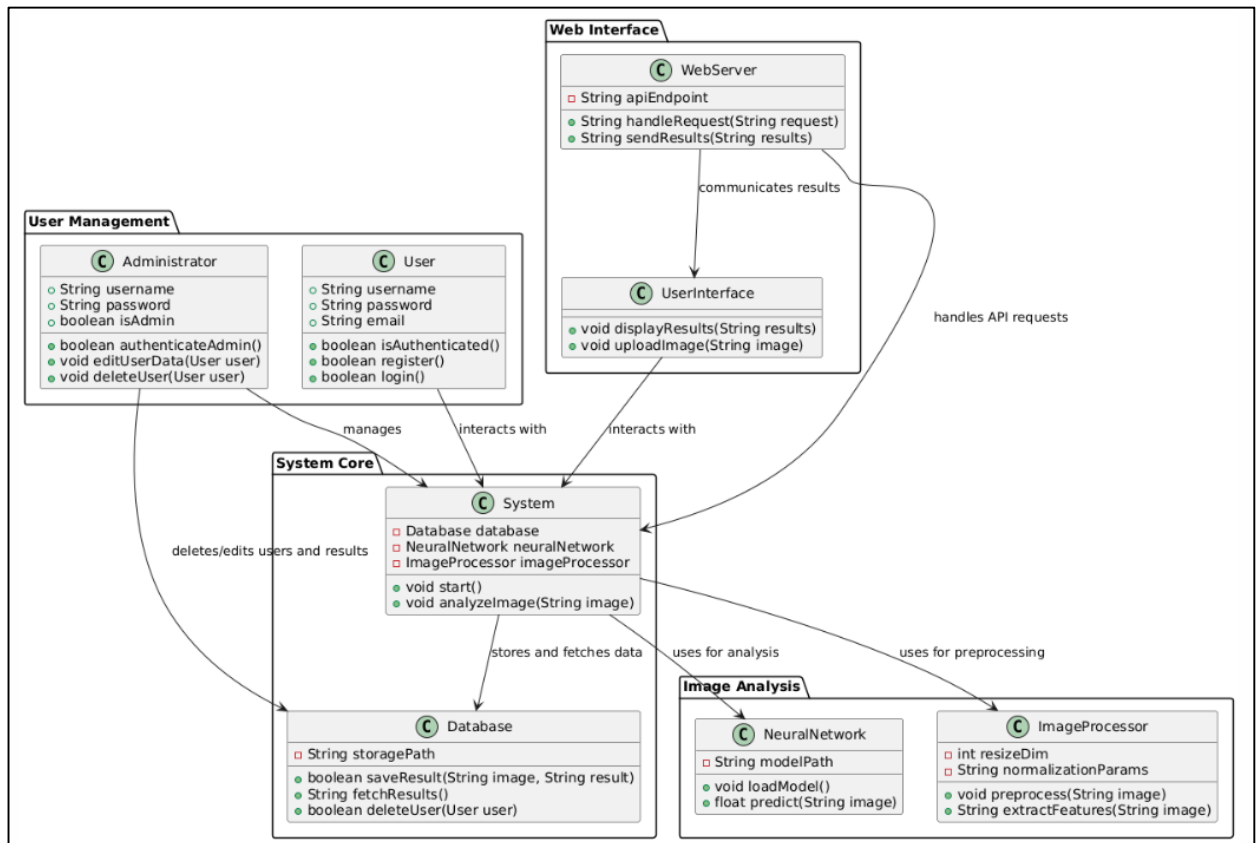 Web Interface
C WebServer
String apiEndpoint
String handleRequest(String request)
String sendResults(String results)
communicates results
User Management
C Administrator
String username
String password
boolean isAdmin
boolean authenticateAdmin()
void editUserData(User user)
void deleteUser(User user)
C User
String username
String password
String email
boolean isAuthenticated()
boolean register()
boolean login()
C UserInterface
void displayResults(String results)
void uploadImage(String image)
handles API requests
manages
interacts with
interacts with
System Core
C System
Database database
NeuralNetwork neuralNetwork
ImageProcessor imageProcessor
void start()
void analyzeImage(String image)
deletes/edits users and results
stores and fetches data
uses for analysis
uses for preprocessing
C Database
String storagePath
boolean saveResult(String image, String result)
String fetchResults()
boolean deleteUser(User user)
Image Analysis
C NeuralNetwork
String modelPath
void loadModel()
float predict(String image)
C ImageProcessor
int resizeDim
String normalizationParams
void preprocess(String image)
String extractFeatures(String image)